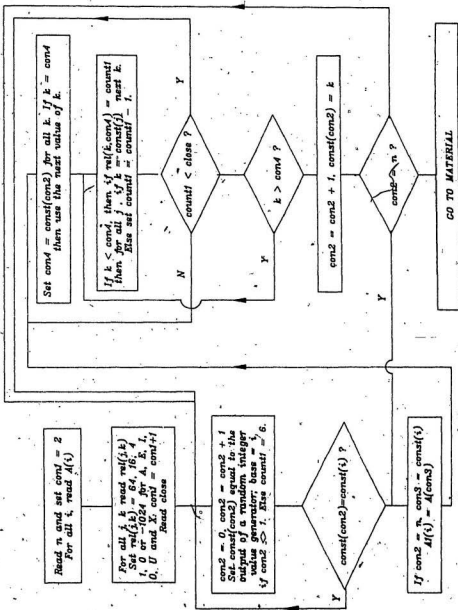 Read n and set con1 = 2
For all i, read A(i)
For all j, k read rel(j,k)
Set rel(j,k) = 64, 16, 4
1, 0 or -1024 for A, E, I,
O, U and X. con1 = con1+1
Read close
con2 = 0, con2 = con2 + 1
Set const(con2) equal to the
output of a random integer
value generator; base = i,
if con2 <> 1. Else count1 = 6.
const(con2)=const(i) ?
Y
If con2 = n, con3 = const(i)
A1(i) = A(con3)
Set con4 = const(con2) for all k. If k = con4
then use the next value of k.
If k < con4, then if rel(k,con4) = count1
then for all j, if k = const(j) next k.
Else set count1 = count1 - 1.
count1 < close ?
Y
N
k > con4 ?
Y
con2 = con2 + 1, const(con2) = k
con2 = n ?
Y
GO TO MATERIAL